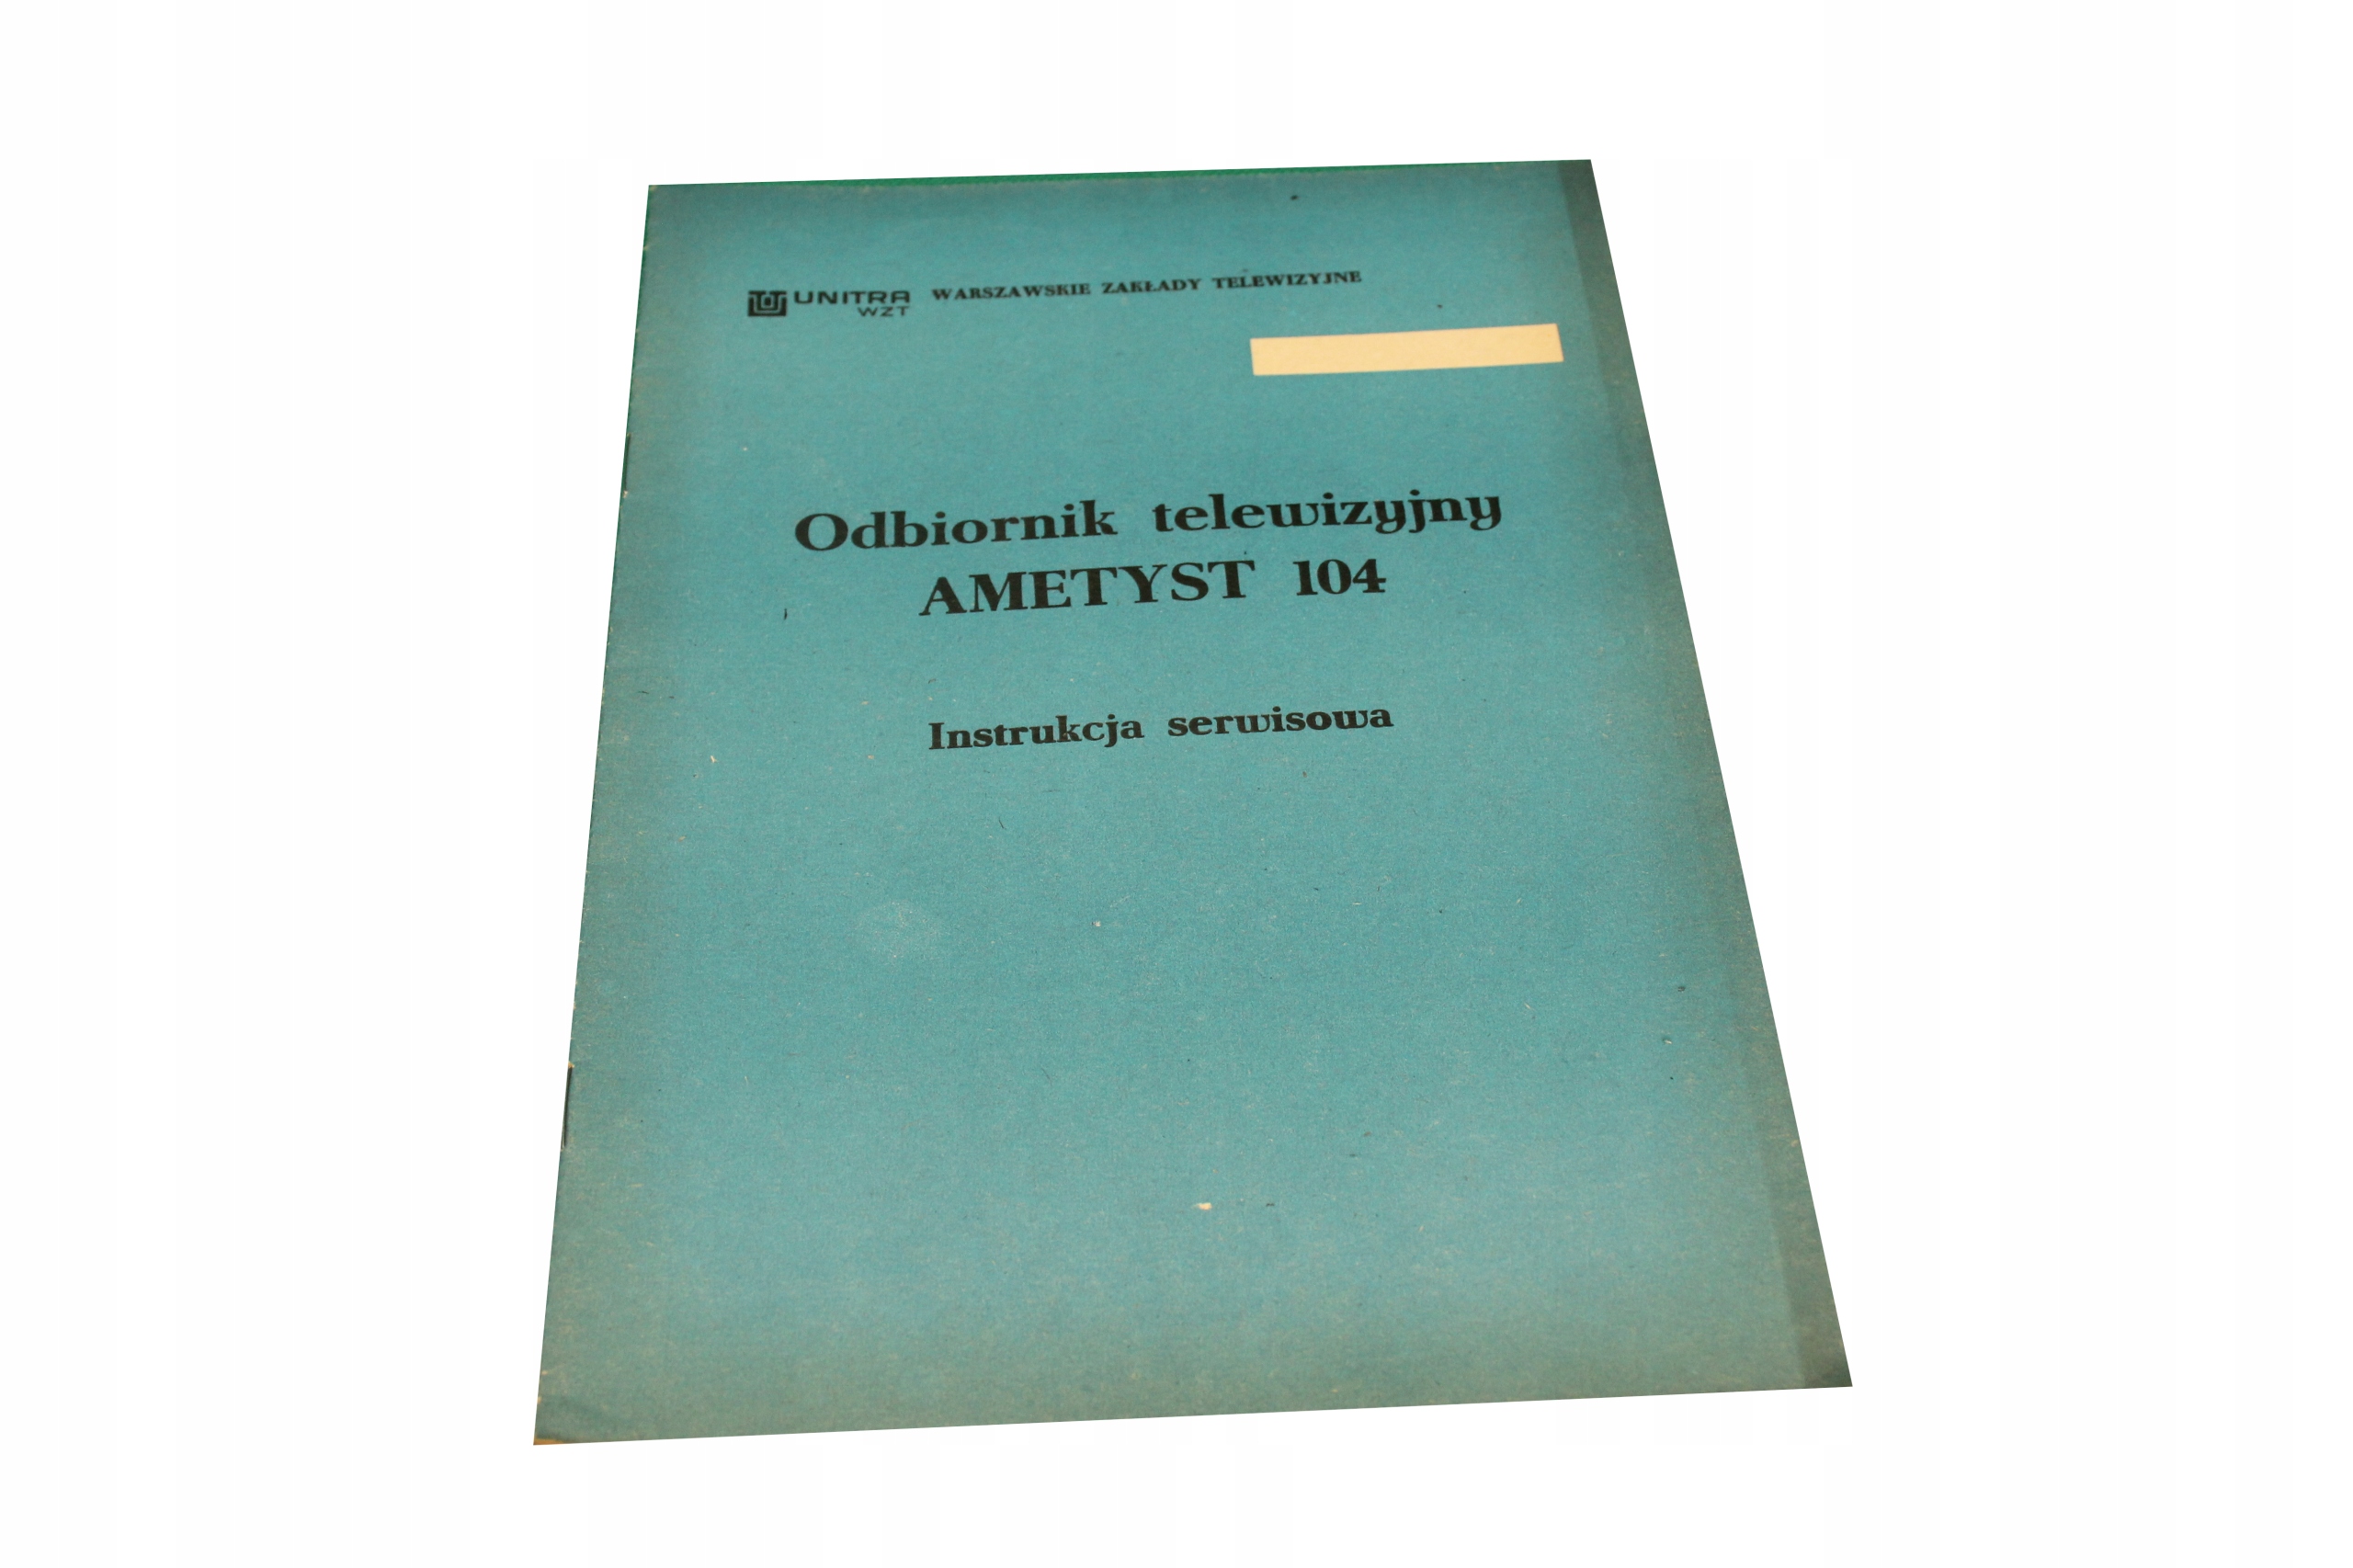 UNITRA WARSZAWSKIE ZAKŁADY TELEWIZYJNE
WZT
Odbiornik telewizyjny
AMETYST 104
Instrukcja serwisowa